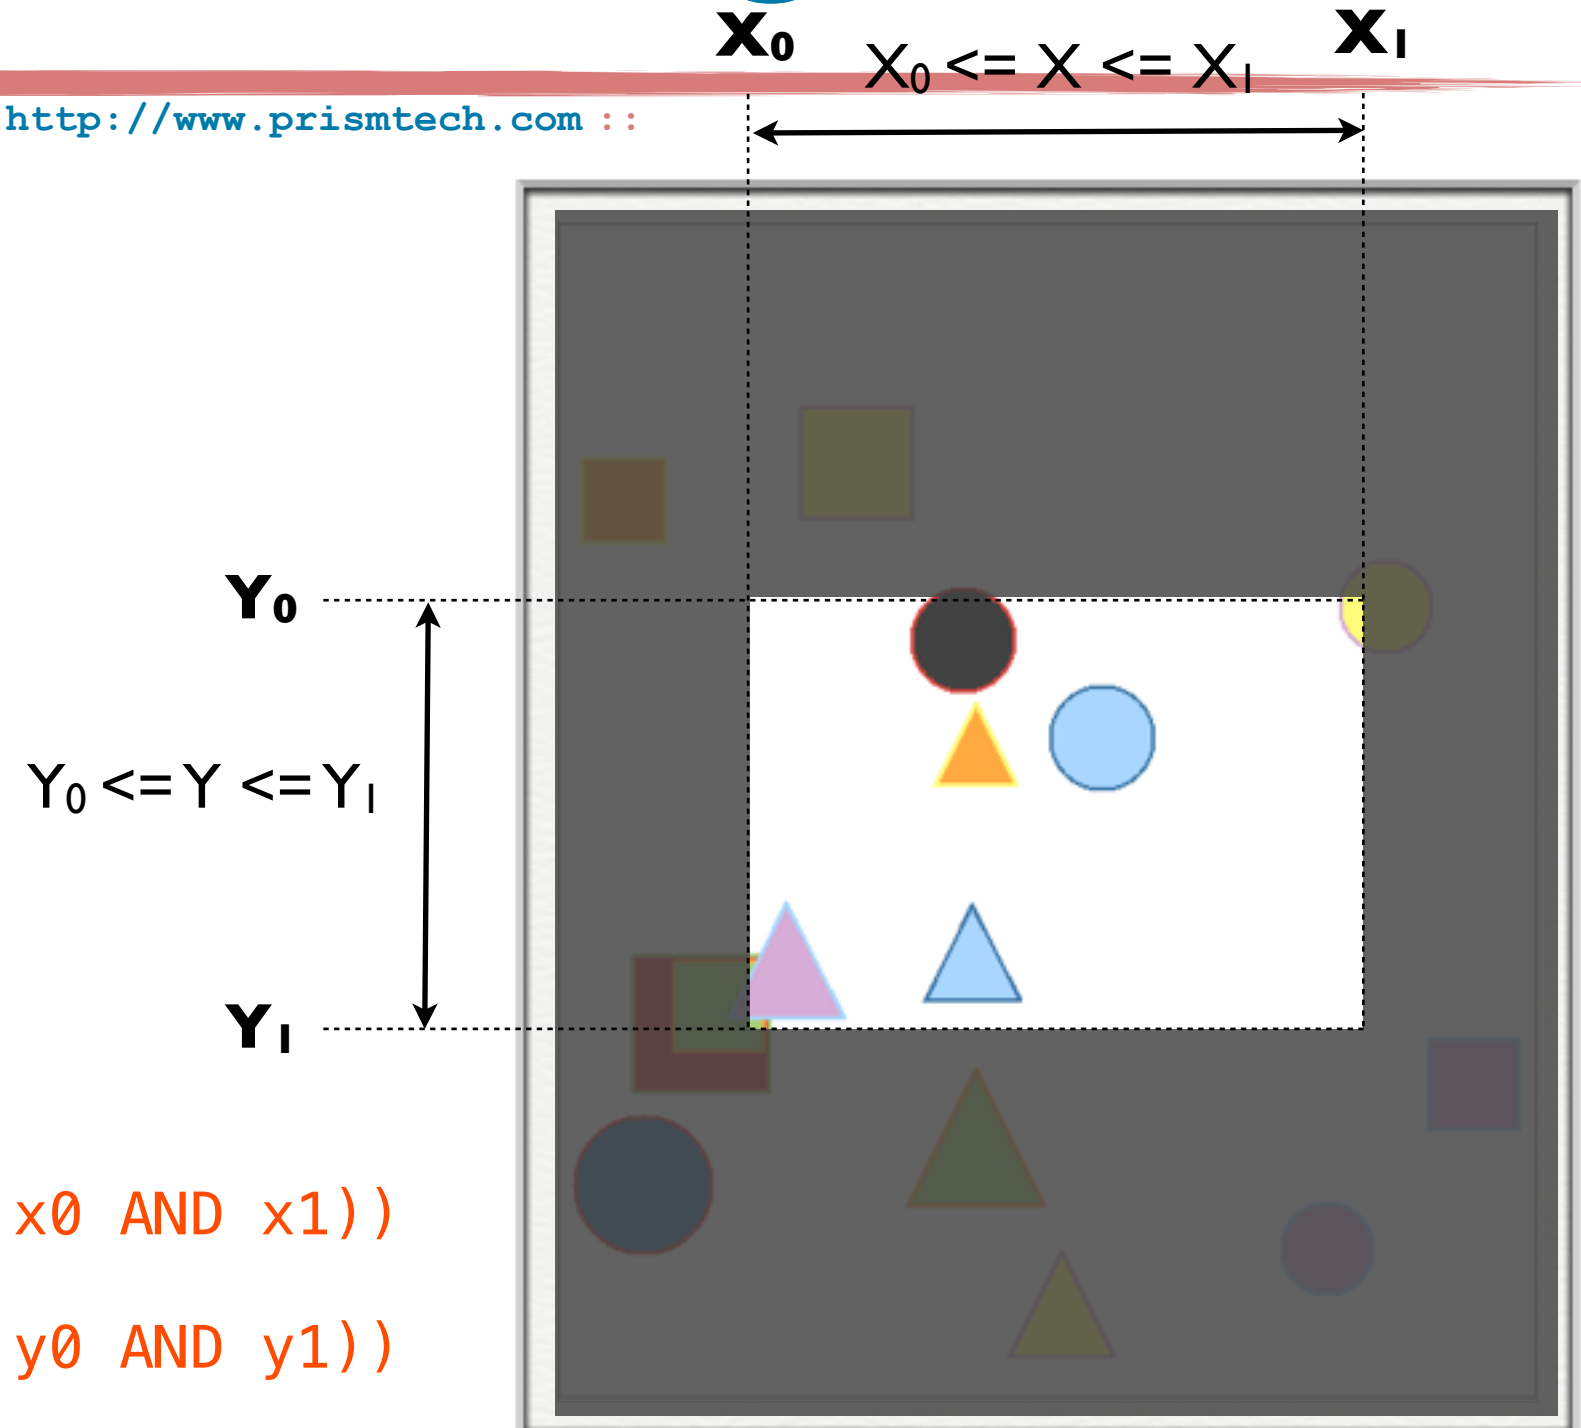 X₀ X₁
X₀ <= X <= X₁
http://www.prismtech.com ::
Y₀
Y₀ <= Y <= Y₁
Y₁
x0 AND x1))
y0 AND y1))